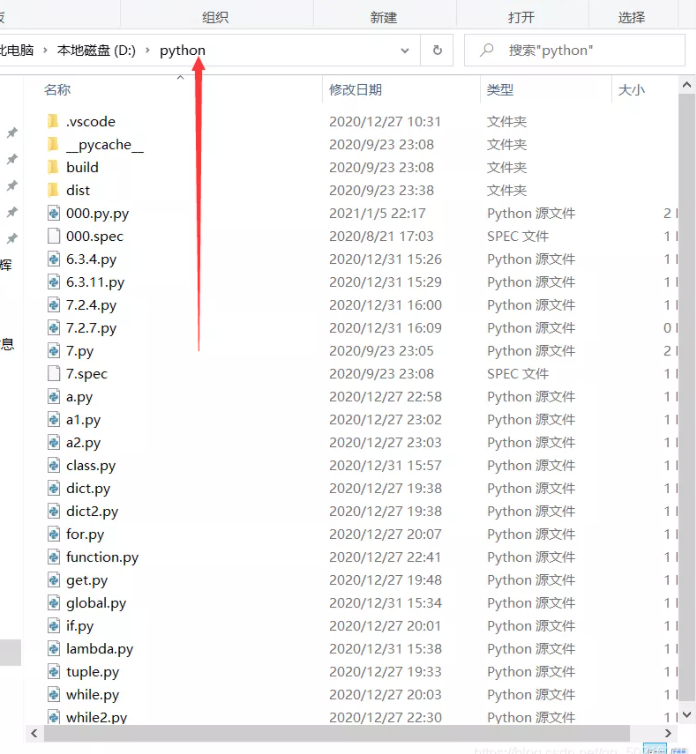 组织 新建 打开 选择
此电脑 › 本地磁盘 (D:) › python 搜索"python"
名称 修改日期 类型 大小
.vscode 2020/12/27 10:31 文件夹
__pycache__ 2020/9/23 23:08 文件夹
build 2020/9/23 23:08 文件夹
dist 2020/9/23 23:38 文件夹
000.py.py 2021/1/5 22:17 Python 源文件 2
000.spec 2020/8/21 17:03 SPEC 文件 1
6.3.4.py 2020/12/31 15:26 Python 源文件 1
辉
6.3.11.py 2020/12/31 15:29 Python 源文件 1
7.2.4.py 2020/12/31 16:00 Python 源文件 1
7.2.7.py 2020/12/31 16:09 Python 源文件 0
息
7.py 2020/9/23 23:05 Python 源文件 2
7.spec 2020/9/23 23:08 SPEC 文件 1
a.py 2020/12/27 22:58 Python 源文件 1
a1.py 2020/12/27 23:02 Python 源文件 1
a2.py 2020/12/27 23:03 Python 源文件 1
class.py 2020/12/31 15:57 Python 源文件 1
dict.py 2020/12/27 19:38 Python 源文件 1
dict2.py 2020/12/27 19:38 Python 源文件 1
for.py 2020/12/27 20:07 Python 源文件 1
function.py 2020/12/27 22:41 Python 源文件 1
get.py 2020/12/27 19:48 Python 源文件 1
global.py 2020/12/31 15:34 Python 源文件 1
if.py 2020/12/27 20:01 Python 源文件 1
lambda.py 2020/12/31 15:38 Python 源文件 1
tuple.py 2020/12/27 19:33 Python 源文件 1
while.py 2020/12/27 20:03 Python 源文件 1
while2.py 2020/12/27 22:30 Python 源文件 1